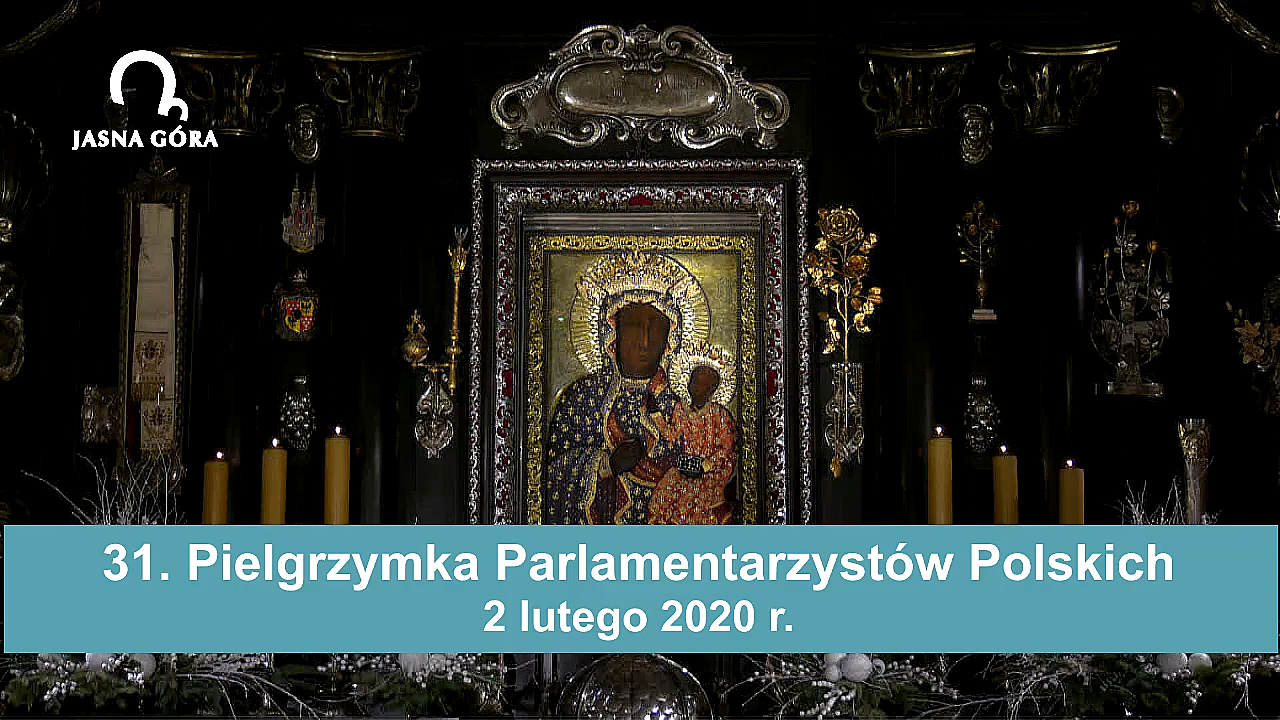 JASNA GÓRA
31. Pielgrzymka Parlamentarzystów Polskich
2 lutego 2020 r.